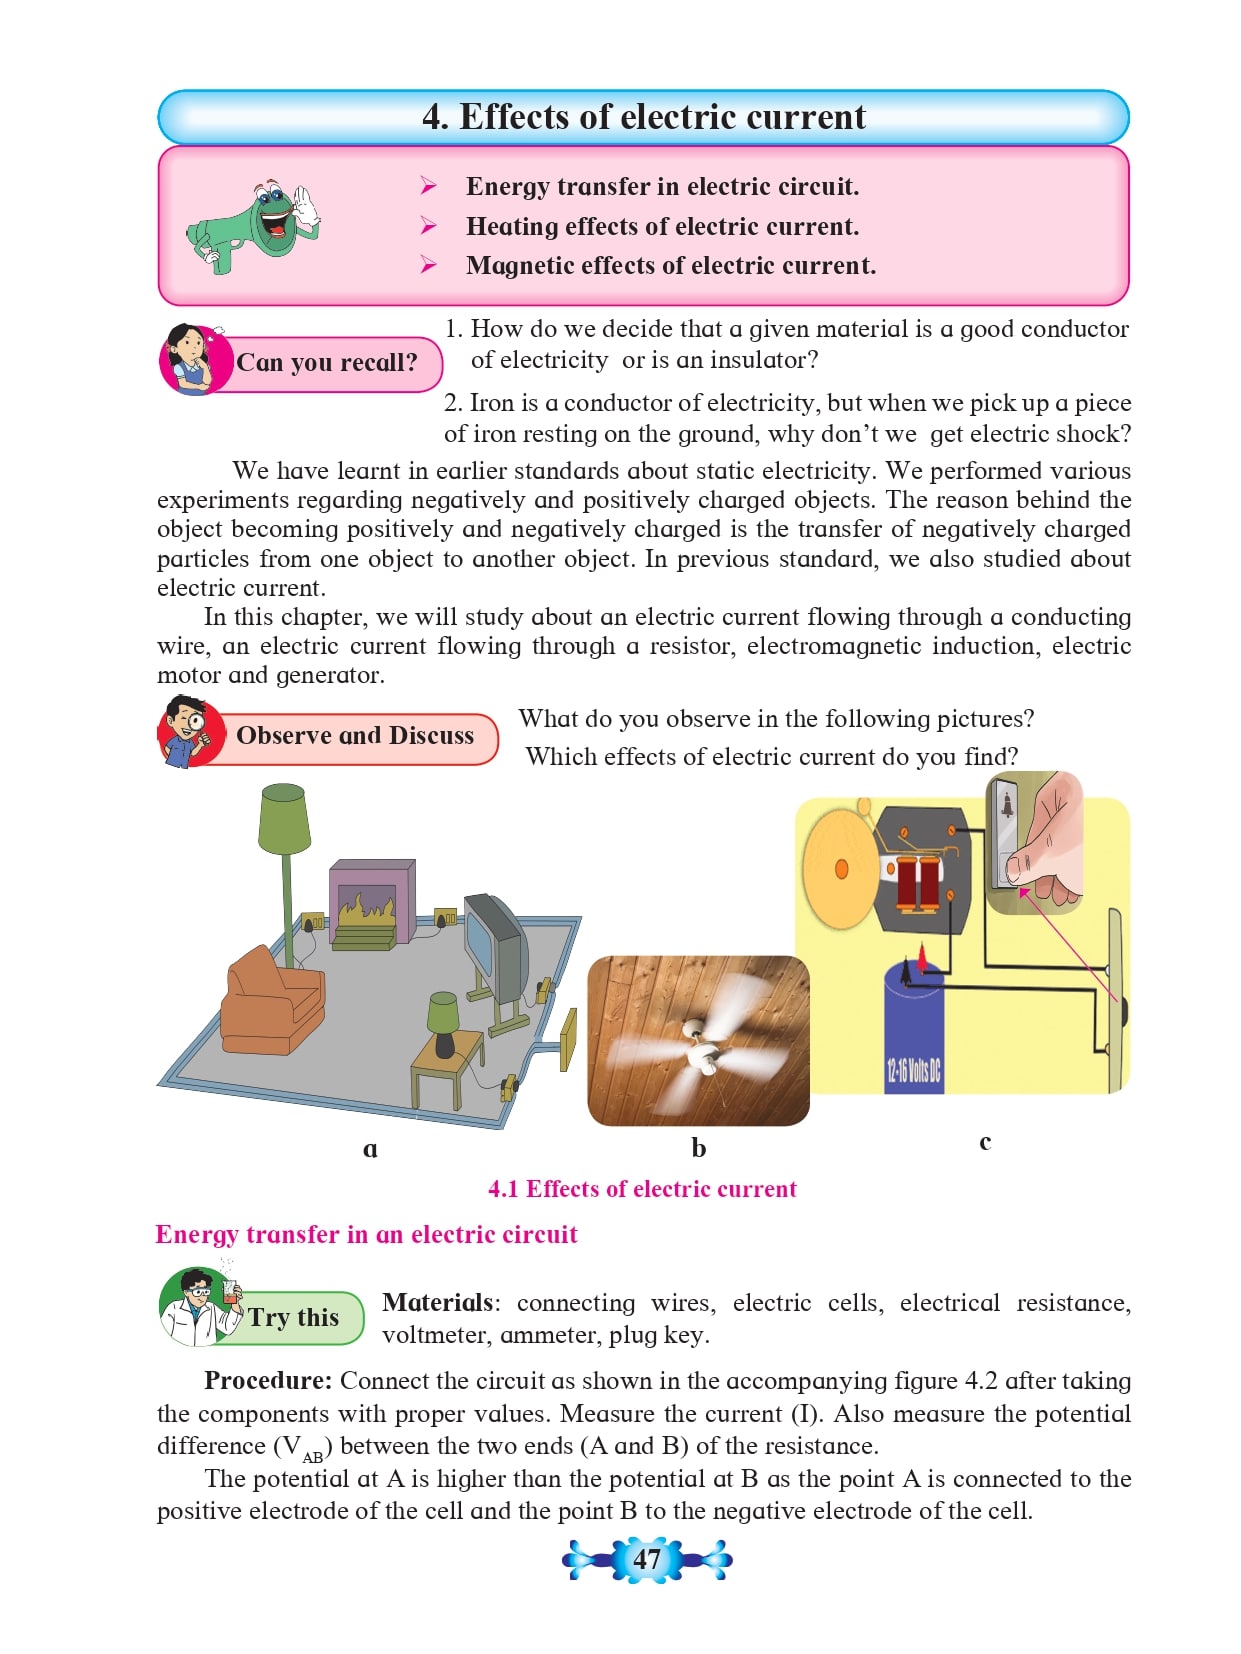 4. Effects of electric current
➢ Energy transfer in electric circuit.
➢ Heating effects of electric current.
➢ Magnetic effects of electric current.
Can you recall?
1. How do we decide that a given material is a good conductor
of electricity or is an insulator?
2. Iron is a conductor of electricity, but when we pick up a piece
of iron resting on the ground, why don’t we get electric shock?
We have learnt in earlier standards about static electricity. We performed various
experiments regarding negatively and positively charged objects. The reason behind the
object becoming positively and negatively charged is the transfer of negatively charged
particles from one object to another object. In previous standard, we also studied about
electric current.
In this chapter, we will study about an electric current flowing through a conducting
wire, an electric current flowing through a resistor, electromagnetic induction, electric
motor and generator.
Observe and Discuss
What do you observe in the following pictures?
Which effects of electric current do you find?
12-16 Volts DC
a
b
c
4.1 Effects of electric current
Energy transfer in an electric circuit
Try this
Materials: connecting wires, electric cells, electrical resistance,
voltmeter, ammeter, plug key.
Procedure: Connect the circuit as shown in the accompanying figure 4.2 after taking
the components with proper values. Measure the current (I). Also measure the potential
difference (V_AB) between the two ends (A and B) of the resistance.
The potential at A is higher than the potential at B as the point A is connected to the
positive electrode of the cell and the point B to the negative electrode of the cell.
47